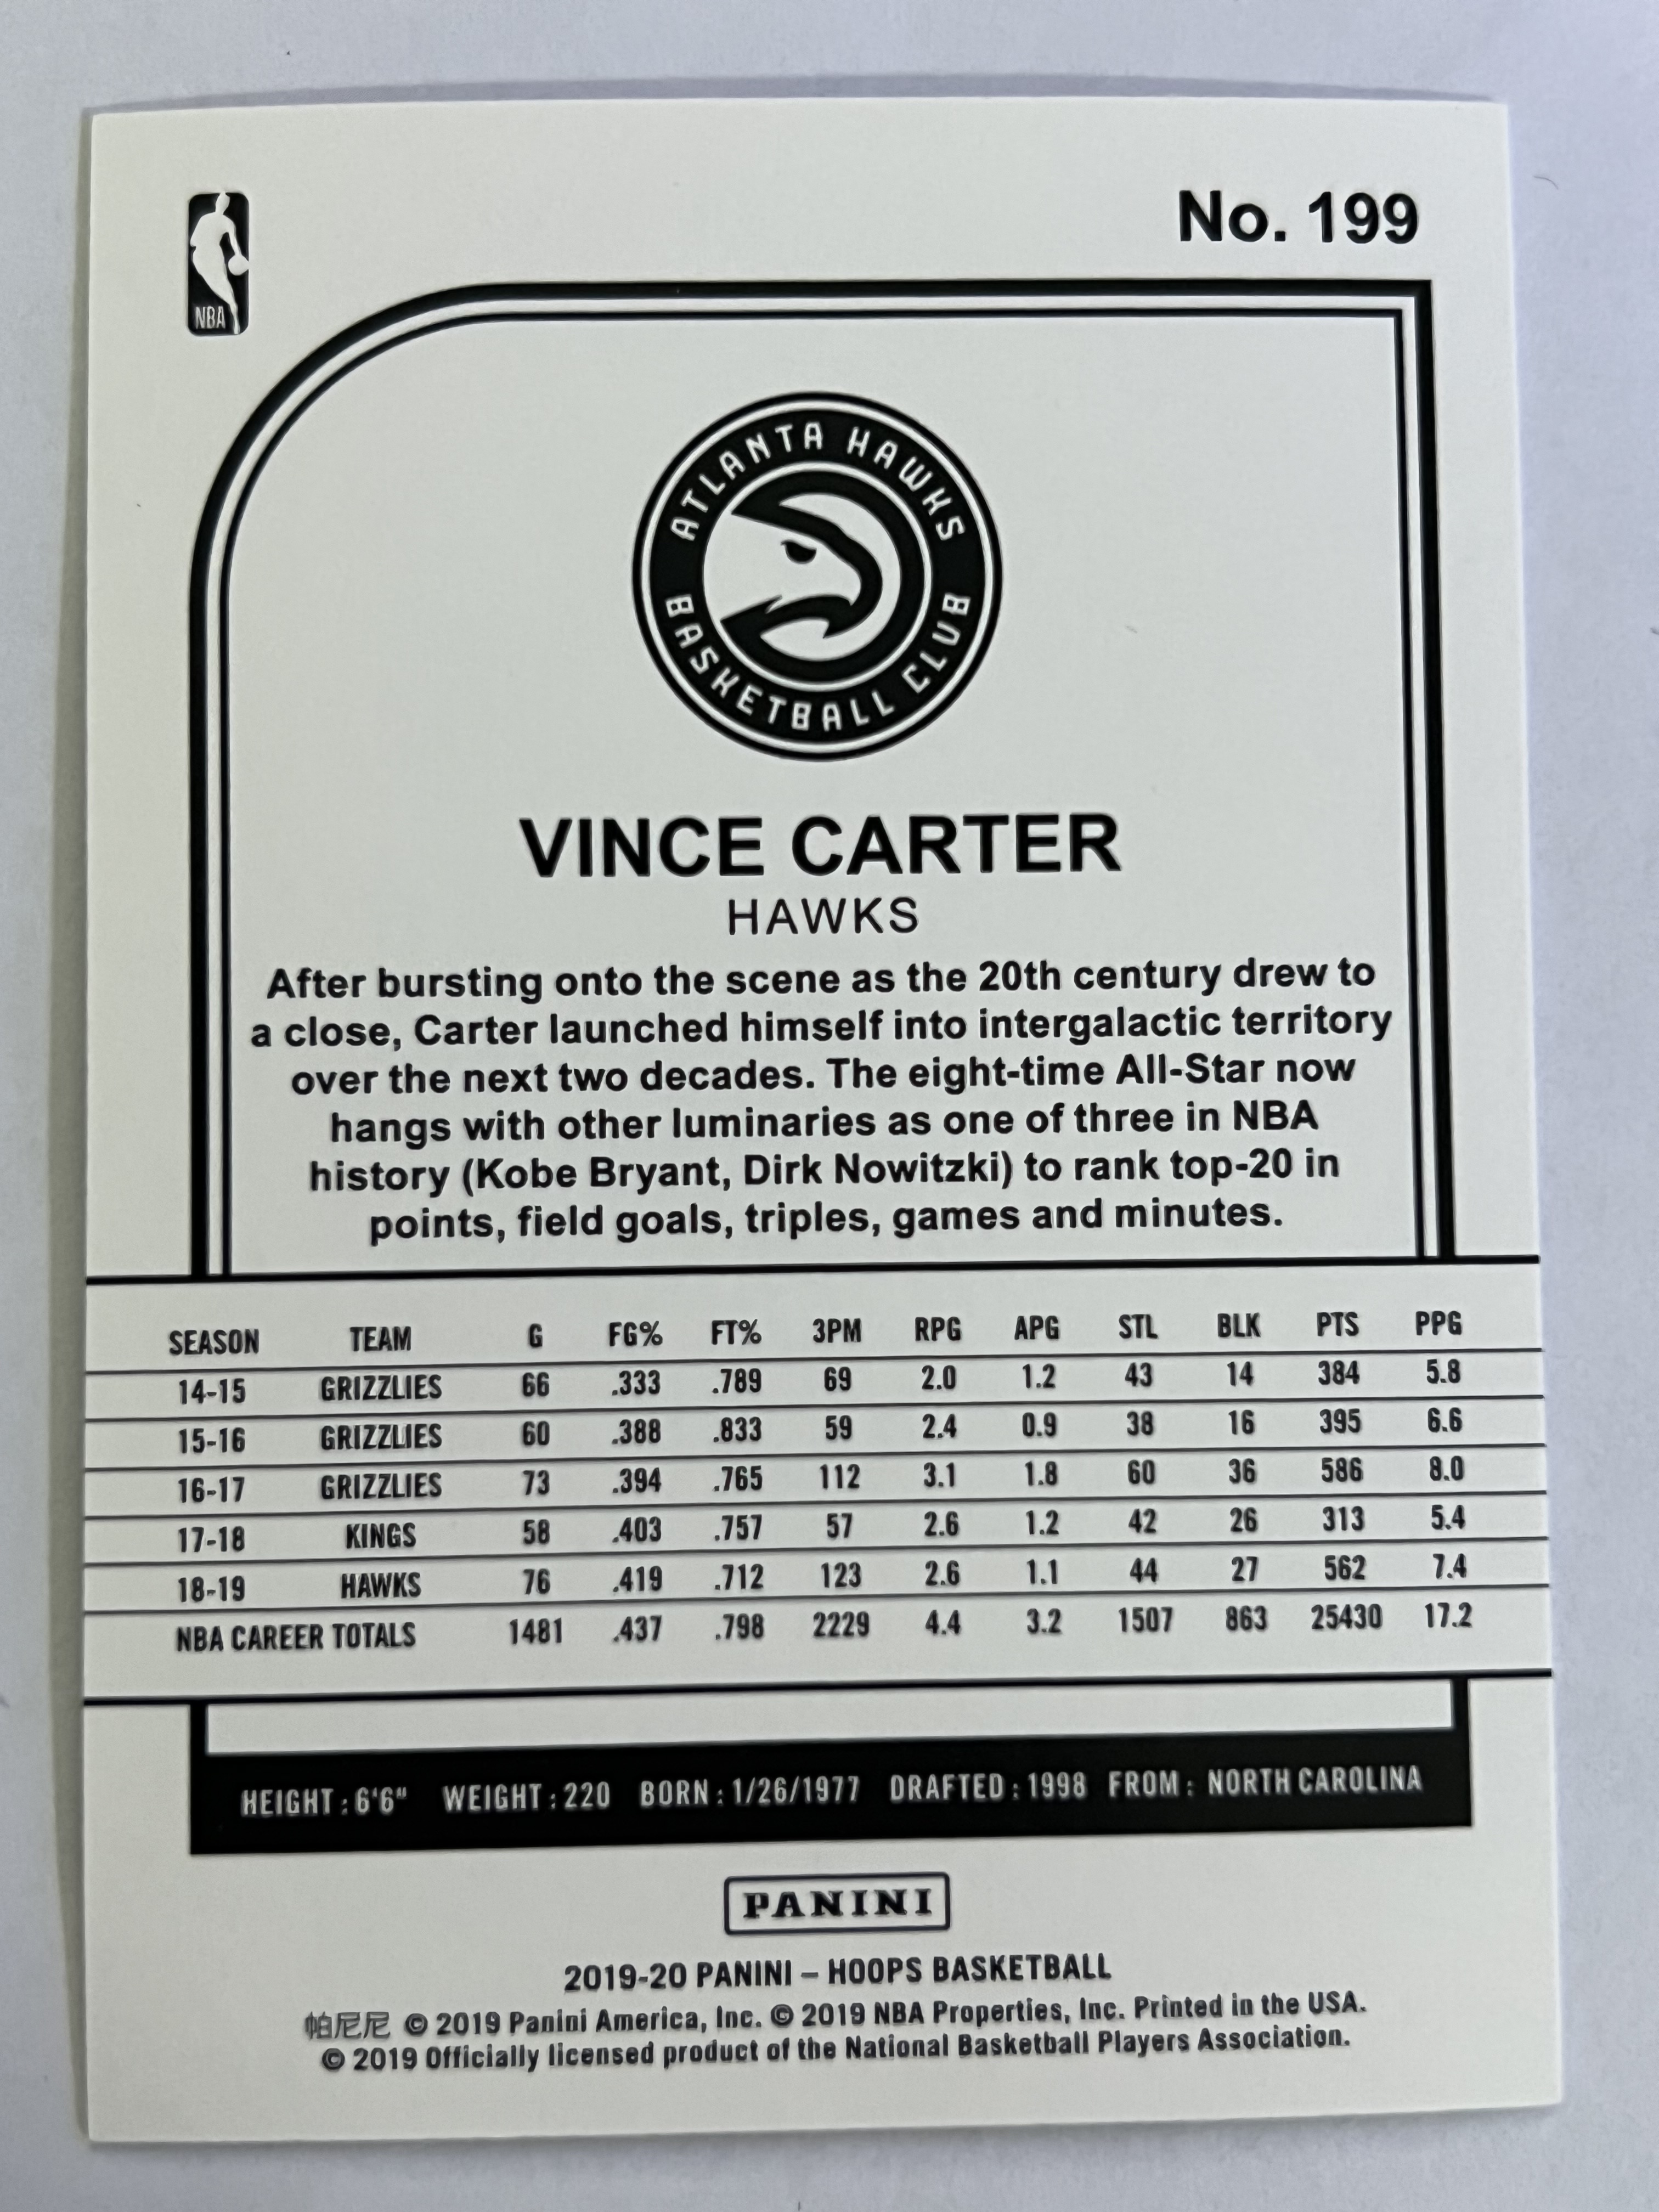 No. 199
NBA
ATLANTA HAWKS
BASKETBALL CLUB
VINCE CARTER
HAWKS
After bursting onto the scene as the 20th century drew to
a close, Carter launched himself into intergalactic territory
over the next two decades. The eight-time All-Star now
hangs with other luminaries as one of three in NBA
history (Kobe Bryant, Dirk Nowitzki) to rank top-20 in
points, field goals, triples, games and minutes.
SEASON TEAM G FG% FT% 3PM RPG APG STL BLK PTS PPG
14-15 GRIZZLIES 66 .333 .789 69 2.0 1.2 43 14 384 5.8
15-16 GRIZZLIES 60 .388 .833 59 2.4 0.9 38 16 395 6.6
16-17 GRIZZLIES 73 .394 .765 112 3.1 1.8 60 36 586 8.0
17-18 KINGS 58 .403 .757 57 2.6 1.2 42 26 313 5.4
18-19 HAWKS 76 .419 .712 123 2.6 1.1 44 27 562 7.4
NBA CAREER TOTALS 1481 .437 .798 2229 4.4 3.2 1507 863 25430 17.2
HEIGHT : 6'6" WEIGHT : 220 BORN : 1/26/1977 DRAFTED : 1998 FROM : NORTH CAROLINA
PANINI
2019-20 PANINI – HOOPS BASKETBALL
帕尼尼 © 2019 Panini America, Inc. © 2019 NBA Properties, Inc. Printed in the USA.
© 2019 Officially licensed product of the National Basketball Players Association.